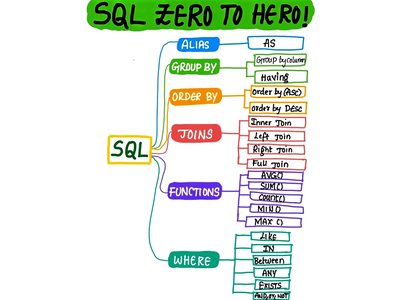 SQL ZERO TO HERO!
SQL
ALIAS
AS
GROUP BY
GROUP by column
Having
ORDER BY
Order by (ASC)
order by DESC
JOINS
Inner Join
Left Join
Right Join
Full Join
FUNCTIONS
AVG()
SUM()
COUNT()
MIN()
MAX ()
WHERE
LIKE
IN
Between
ANY
EXISTS
AND, OR, NOT